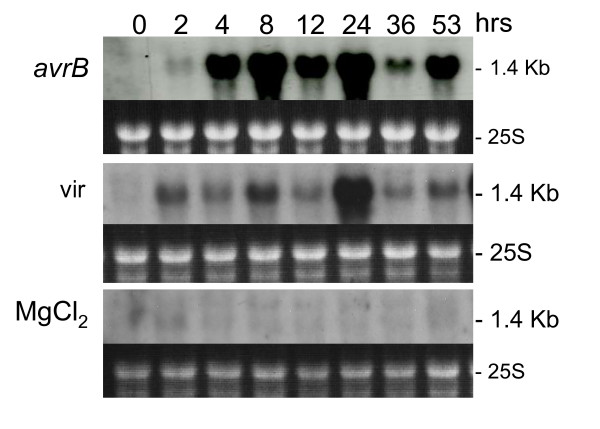 0 2 4 8 12 24 36 53 hrs
avrB - 1.4 Kb
- 25S
vir - 1.4 Kb
- 25S
MgCl₂ - 1.4 Kb
- 25S